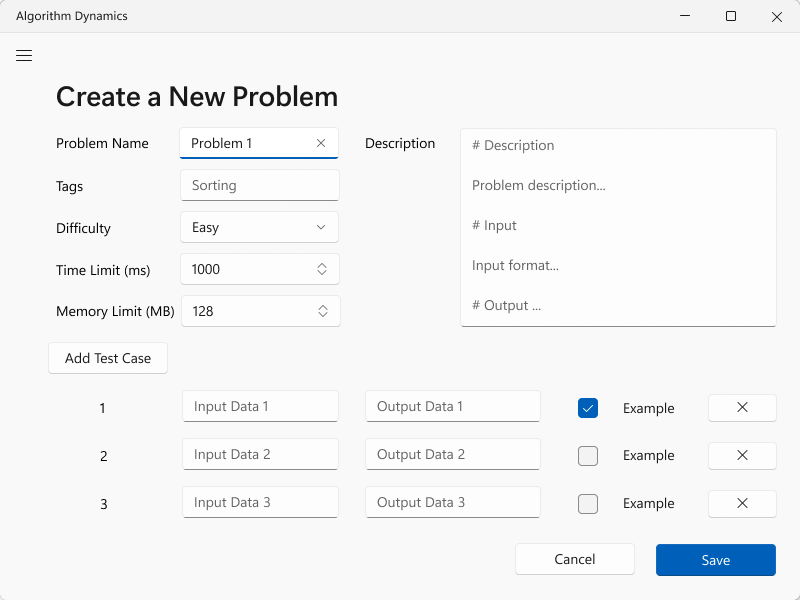 Algorithm Dynamics
Create a New Problem
Problem Name
Problem 1
Tags
Sorting
Difficulty
Easy
Time Limit (ms)
1000
Memory Limit (MB)
128
Description
# Description
Problem description...
# Input
Input format...
# Output ...
Add Test Case
1 Input Data 1 Output Data 1 Example
2 Input Data 2 Output Data 2 Example
3 Input Data 3 Output Data 3 Example
Cancel Save